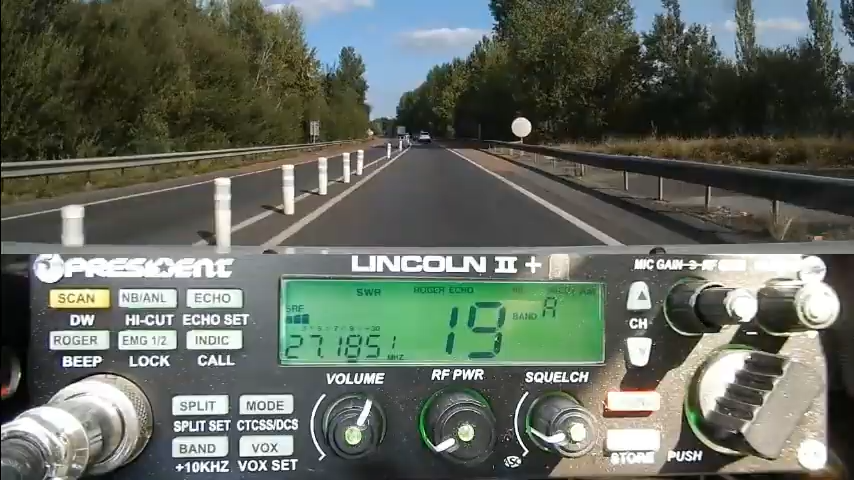 PRESIDENT LINCOLN II + MIC GAIN
SCAN NB/ANL ECHO
DW HI-CUT ECHO SET
ROGER EMG 1/2 INDIC
BEEP LOCK CALL
SWR ROGER ECHO
19 BAND A
27.1851 MHz
CH
VOLUME RF PWR SQUELCH
SPLIT MODE
SPLIT SET CTCSS/DCS
BAND VOX
+10KHZ VOX SET
ASC
STORE PUSH